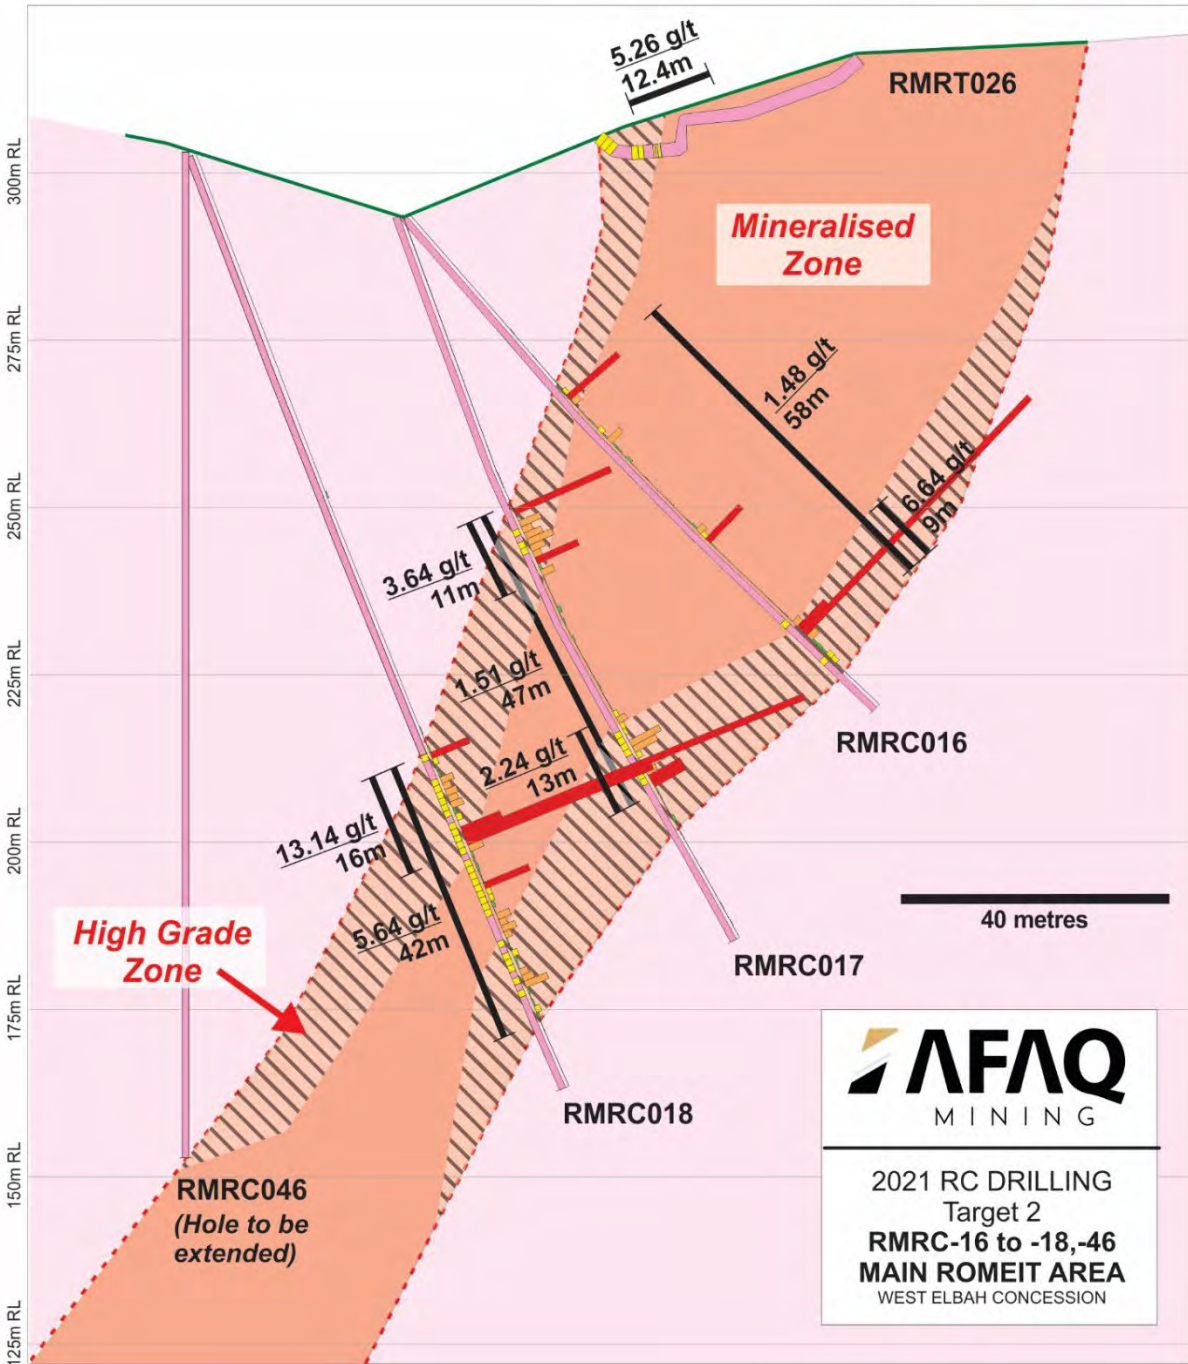 5.26 g/t
12.4m
RMRT026
300m RL
Mineralised
Zone
275m RL
1.48 g/t
58m
250m RL
6.64 g/t
9m
3.64 g/t
11m
225m RL
1.51 g/t
47m
RMRC016
2.24 g/t
13m
200m RL
13.14 g/t
16m
40 metres
High Grade
Zone
5.64 g/t
42m
RMRC017
175m RL
RMRC018
150m RL
RMRC046
(Hole to be
extended)
125m RL
AFAQ
MINING
2021 RC DRILLING
Target 2
RMRC-16 to -18,-46
MAIN ROMEIT AREA
WEST ELBAH CONCESSION